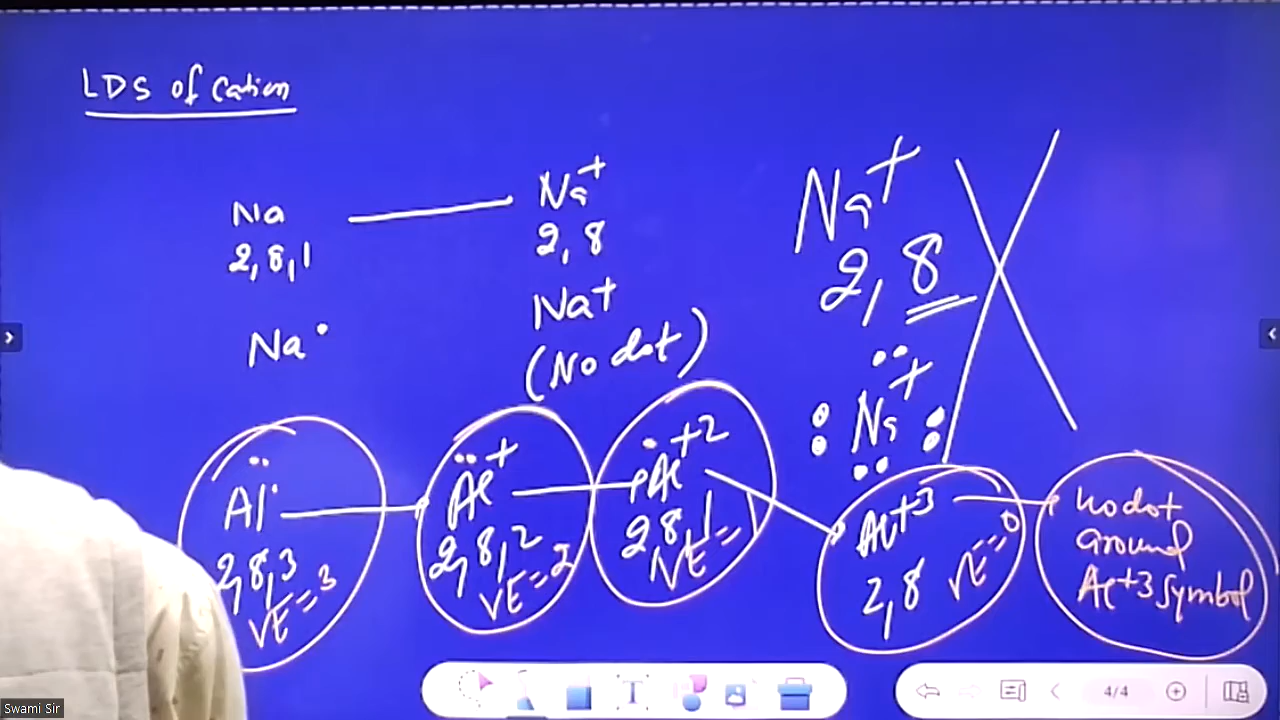 LDS of Cation
Na
2, 8, 1
Na+
2, 8
Na•
Na+
(No dot)
Na+
2, 8
Na+
Al
2,8,3
VE=3
Al+
2,8,2
VE=2
Al+2
2 8, 1
VE=1
Al+3
2,8
VE=0
no dot
around
Al+3 symbol
T
4/4
Swami Sir